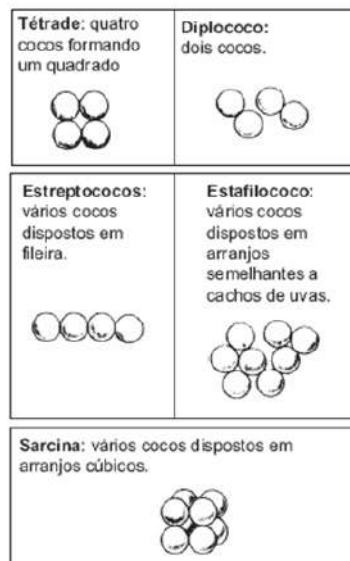 Tétrade: quatro
cocos formando
um quadrado
Diplococo:
dois cocos.
Estreptococos:
vários cocos
dispostos em
fileira.
Estafilococo:
vários cocos
dispostos em
arranjos
semelhantes a
cachos de uvas.
Sarcina: vários cocos dispostos em
arranjos cúbicos.